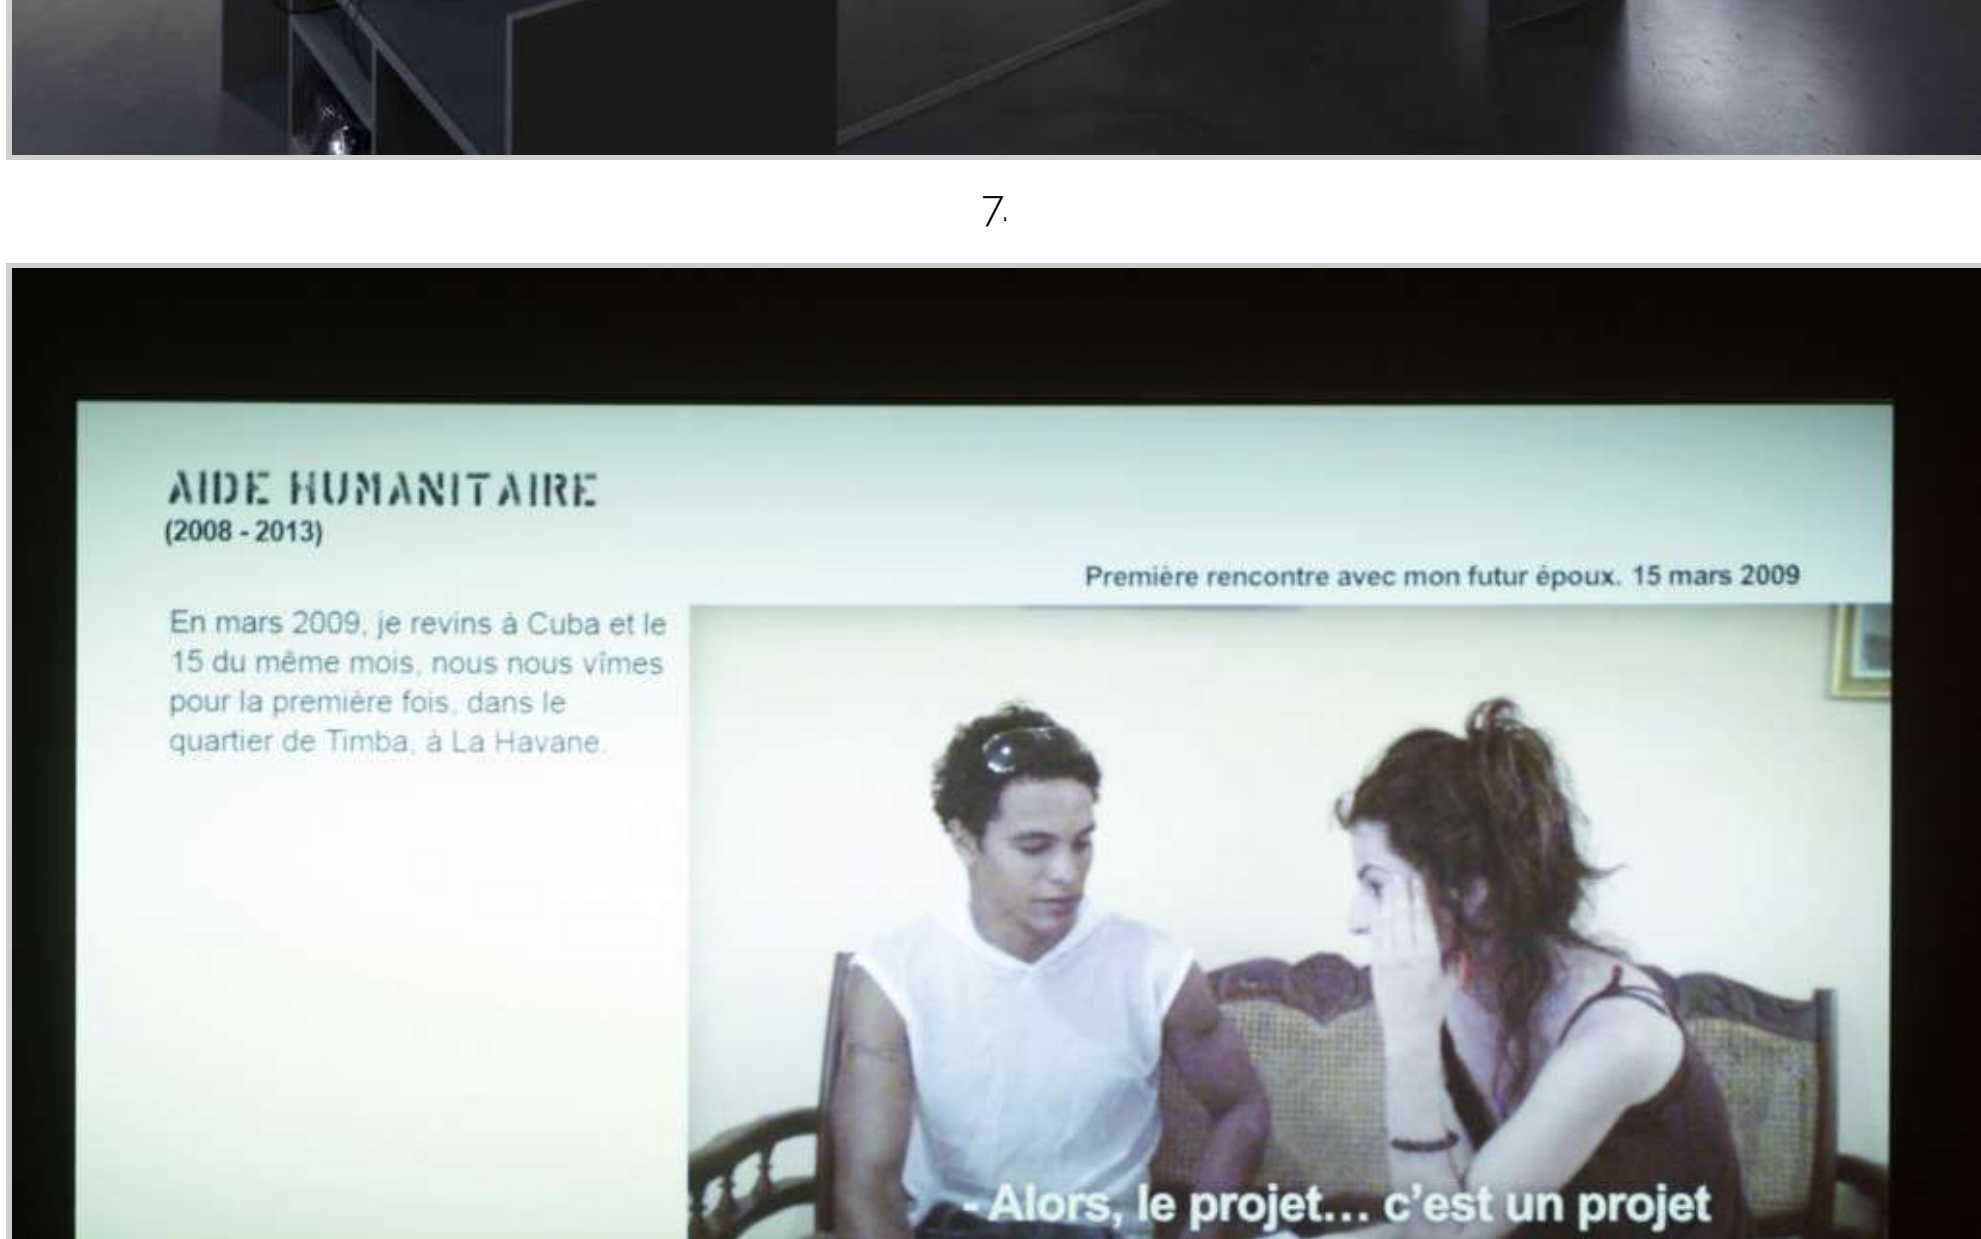 7.
AIDE HUMANITAIRE
(2008 - 2013)
Première rencontre avec mon futur époux. 15 mars 2009
En mars 2009, je revins à Cuba et le
15 du même mois, nous nous vîmes
pour la première fois, dans le
quartier de Timba, à La Havane.
- Alors, le projet... c'est un projet